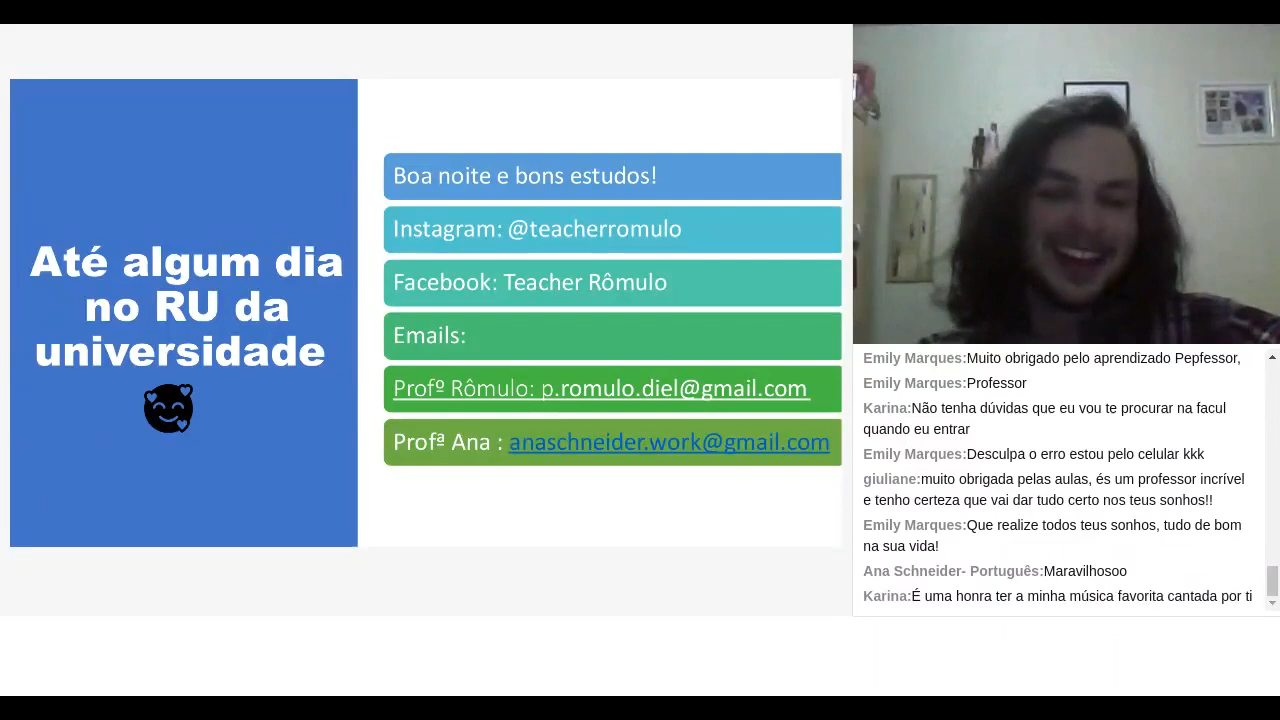 Até algum dia
no RU da
universidade
Boa noite e bons estudos!
Instagram: @teacherromulo
Facebook: Teacher Rômulo
Emails:
Profº Rômulo: p.romulo.diel@gmail.com
Profª Ana : anaschneider.work@gmail.com
Emily Marques:Muito obrigado pelo aprendizado Pepfessor,
Emily Marques:Professor
Karina:Não tenha dúvidas que eu vou te procurar na facul
quando eu entrar
Emily Marques:Desculpa o erro estou pelo celular kkk
giuliane:muito obrigada pelas aulas, és um professor incrível
e tenho certeza que vai dar tudo certo nos teus sonhos!!
Emily Marques:Que realize todos teus sonhos, tudo de bom
na sua vida!
Ana Schneider- Português:Maravilhosoo
Karina:É uma honra ter a minha música favorita cantada por ti